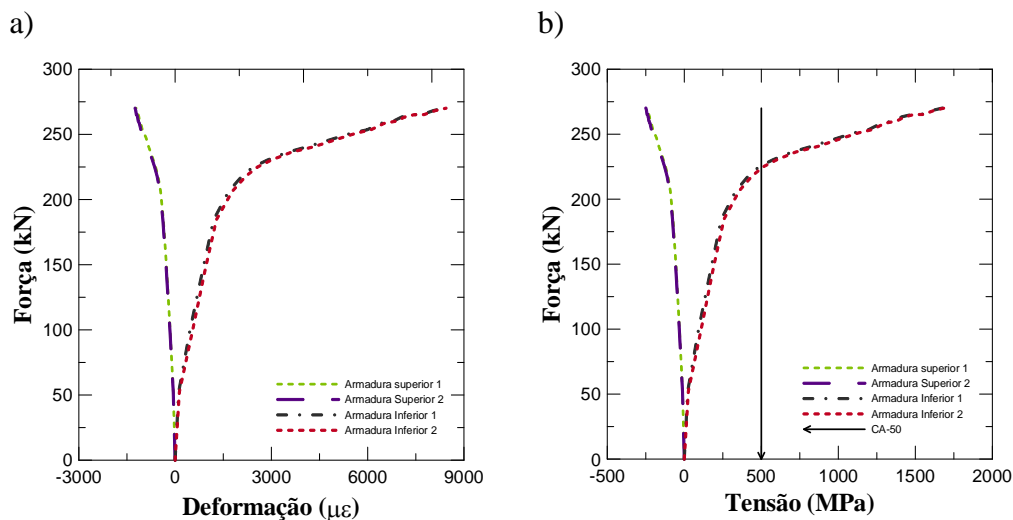 a)
300
250
200
150
100
50
0
Força (kN)
-3000
0
3000
6000
9000
Deformação (με)
Armadura superior 1
Armadura Superior 2
Armadura Inferior 1
Armadura Inferior 2
b)
300
250
200
150
100
50
0
Força (kN)
-500
0
500
1000
1500
2000
Tensão (MPa)
Armadura superior 1
Armadura Superior 2
Armadura Inferior 1
Armadura Inferior 2
CA-50